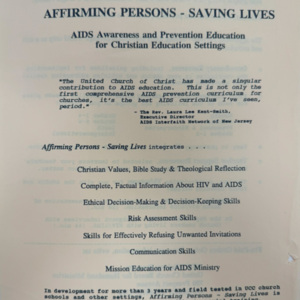 AFFIRMING PERSONS - SAVING LIVES
AIDS Awareness and Prevention Education
for Christian Education Settings
"The United Church of Christ has made a singular
contribution to AIDS education. This is not only the
first comprehensive AIDS prevention curriculum for
churches, it's the best AIDS curriculum I've seen,
period."
- The Rev. Laura Lee Kent-Smith,
Executive Director
AIDS Interfaith Network of New Jersey
Affirming Persons - Saving Lives integrates . . .
Christian Values, Bible Study & Theological Reflection
Complete, Factual Information About HIV and AIDS
Ethical Decision-Making & Decision-Keeping Skills
Risk Assessment Skills
Skills for Effectively Refusing Unwanted Invitations
Communication Skills
Mission Education for AIDS Ministry
In development for more than 3 years and field tested in UCC church
schools and other settings, Affirming Persons - Saving Lives is